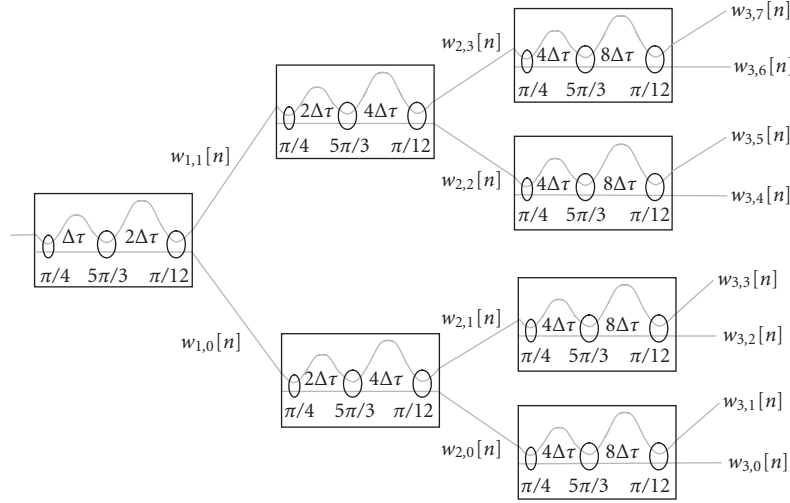 w3,7[n]
w2,3[n]
4Δτ 8Δτ
w3,6[n]
π/4 5π/3 π/12
2Δτ 4Δτ
π/4 5π/3 π/12
w1,1[n]
w3,5[n]
4Δτ 8Δτ
w2,2[n]
w3,4[n]
π/4 5π/3 π/12
Δτ 2Δτ
π/4 5π/3 π/12
w3,3[n]
w2,1[n]
4Δτ 8Δτ
w3,2[n]
w1,0[n]
π/4 5π/3 π/12
2Δτ 4Δτ
π/4 5π/3 π/12
w3,1[n]
w2,0[n]
4Δτ 8Δτ
w3,0[n]
π/4 5π/3 π/12